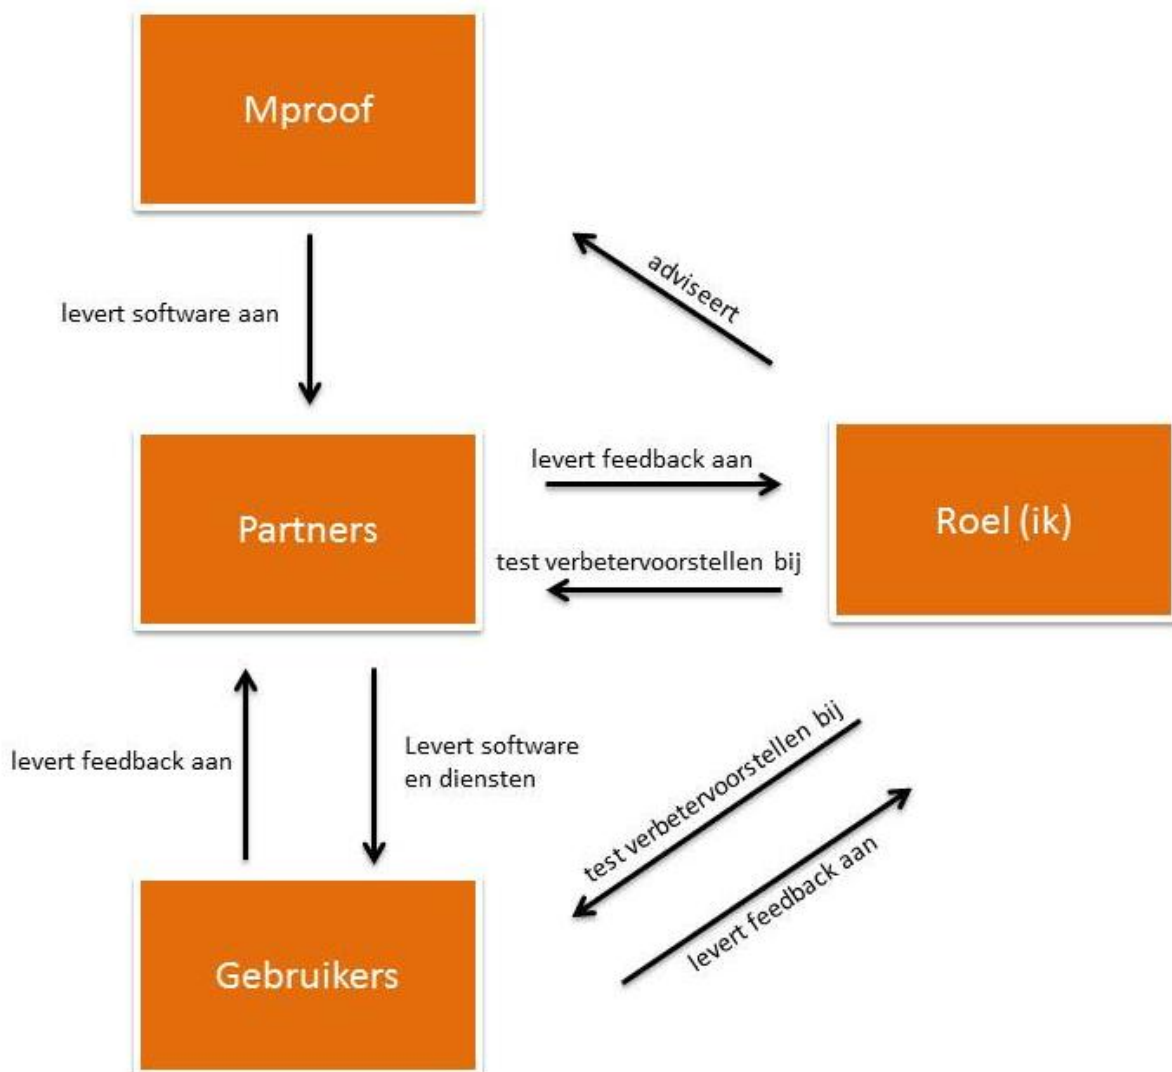 Mproof
levert software aan
adviseert
Partners
levert feedback aan
test verbetervoorstellen bij
Roel (ik)
levert feedback aan
Levert software
en diensten
test verbetervoorstellen bij
levert feedback aan
Gebruikers